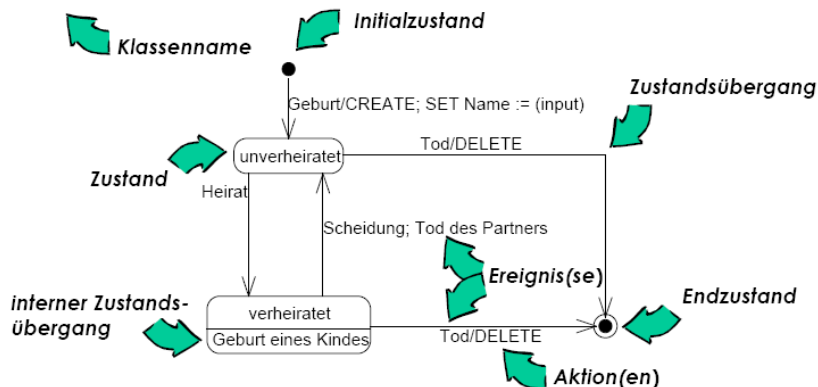 Initialzustand
Klassenname
Zustandsübergang
Geburt/CREATE; SET Name := (input)
Tod/DELETE
unverheiratet
Zustand
Heirat
Scheidung; Tod des Partners
Ereignis(se)
interner Zustands-
übergang
verheiratet
Endzustand
Geburt eines Kindes
Tod/DELETE
Aktion(en)